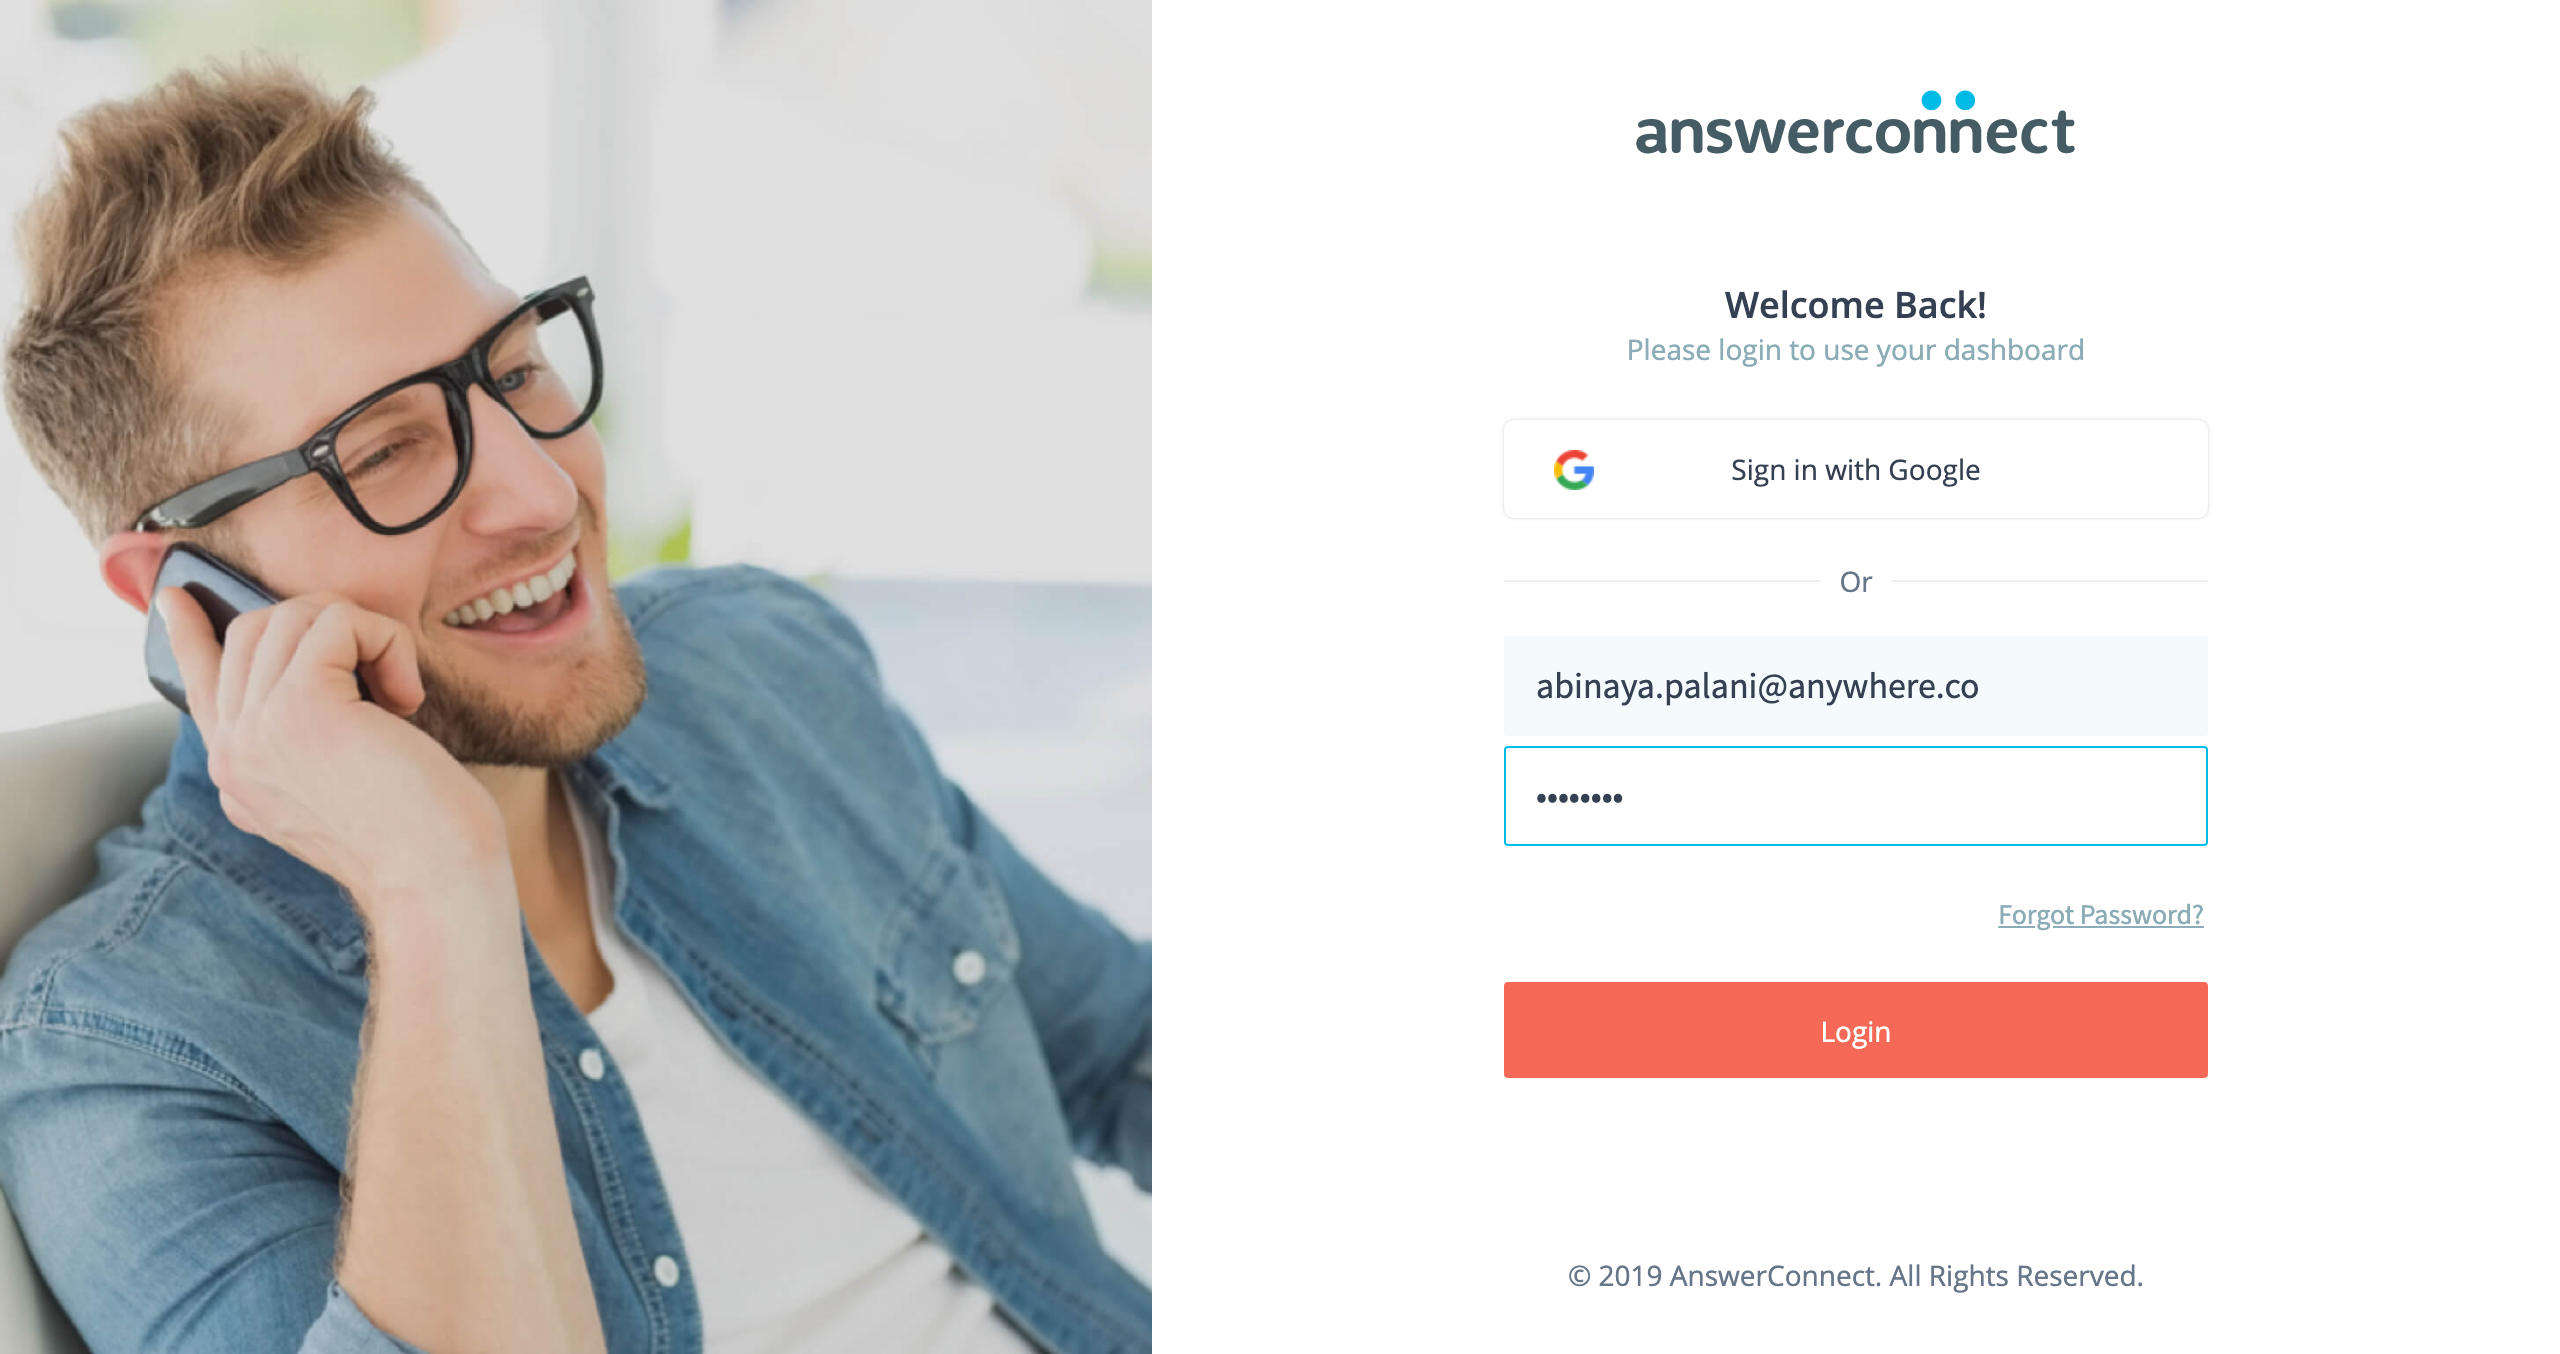 answerconnect
Welcome Back!
Please login to use your dashboard
Sign in with Google
Or
abinaya.palani@anywhere.co
••••••••
Forgot Password?
Login
© 2019 AnswerConnect. All Rights Reserved.